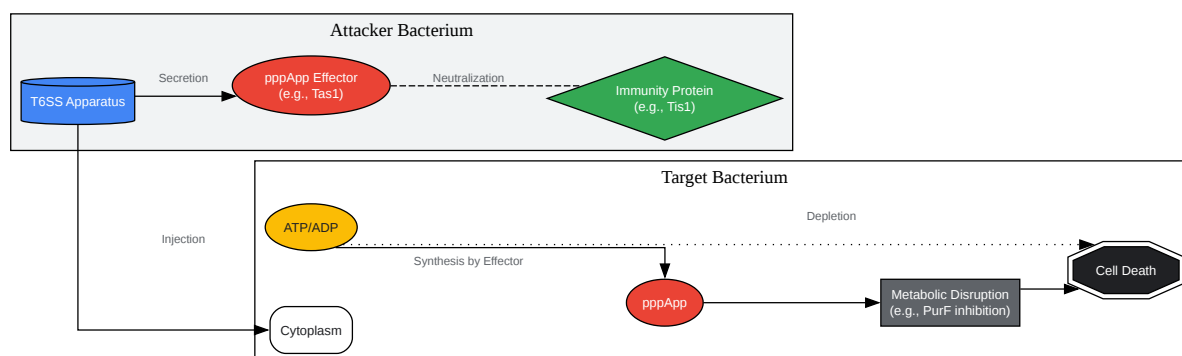 Attacker Bacterium
T6SS Apparatus
Secretion
pppApp Effector
(e.g., Tas1)
Neutralization
Immunity Protein
(e.g., Tis1)
Target Bacterium
Injection
ATP/ADP
Depletion
Synthesis by Effector
Cell Death
pppApp
Metabolic Disruption
(e.g., PurF inhibition)
Cytoplasm